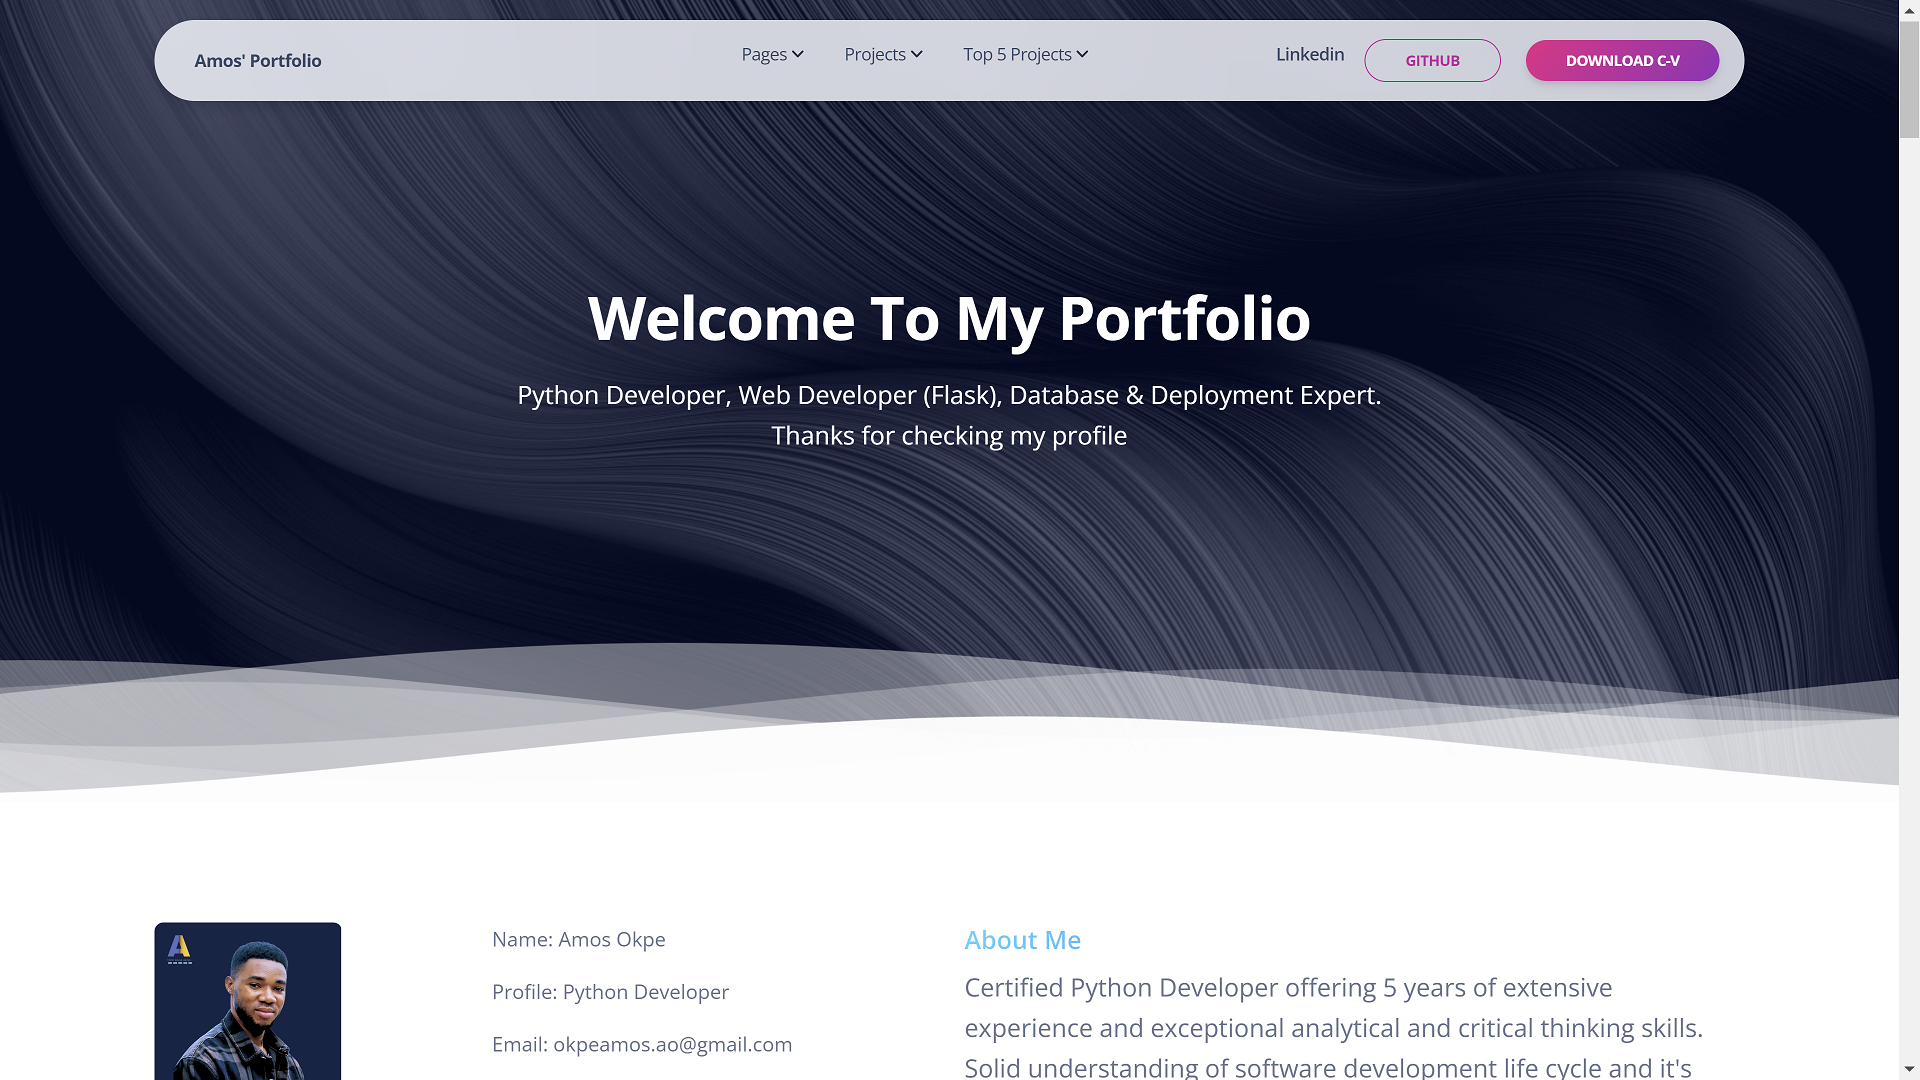 Amos' Portfolio
Pages
Projects
Top 5 Projects
Linkedin
GITHUB
DOWNLOAD C-V
Welcome To My Portfolio
Python Developer, Web Developer (Flask), Database & Deployment Expert.
Thanks for checking my profile
Name: Amos Okpe
Profile: Python Developer
Email: okpeamos.ao@gmail.com
About Me
Certified Python Developer offering 5 years of extensive
experience and exceptional analytical and critical thinking skills.
Solid understanding of software development life cycle and it's